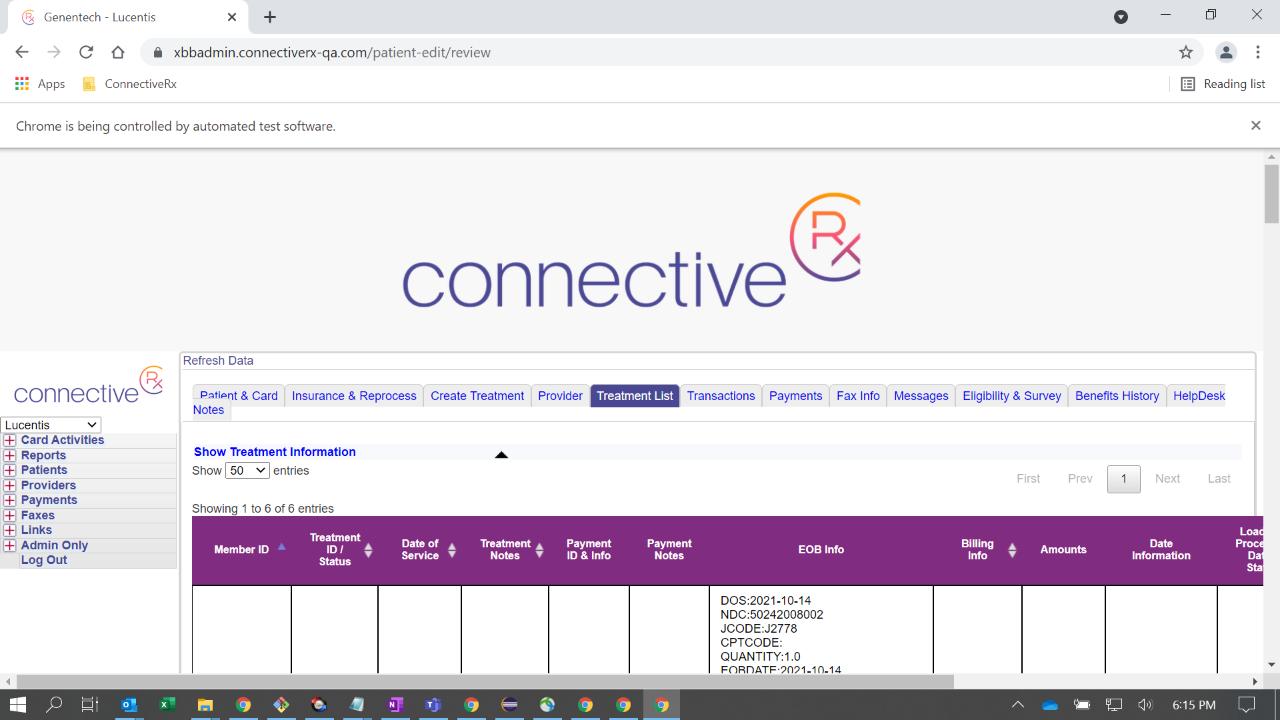 Genentech - Lucentis
xbbadmin.connectiverx-qa.com/patient-edit/review
Apps
ConnectiveRx
Reading list
Chrome is being controlled by automated test software.
connective Rx
connective Rx
Lucentis
Card Activities
Reports
Patients
Providers
Payments
Faxes
Links
Admin Only
Log Out
Refresh Data
Patient & Card
Insurance & Reprocess
Create Treatment
Provider
Treatment List
Transactions
Payments
Fax Info
Messages
Eligibility & Survey
Benefits History
HelpDesk
Notes
Show Treatment Information
Show 50 entries
First
Prev
1
Next
Last
Showing 1 to 6 of 6 entries
Member ID
Treatment
ID /
Status
Date of
Service
Treatment
Notes
Payment
ID & Info
Payment
Notes
EOB Info
Billing
Info
Amounts
Date
Information
DOS:2021-10-14
NDC:50242008002
JCODE:J2778
CPTCODE:
QUANTITY:1.0
EOBDATE:2021-10-14
6:15 PM